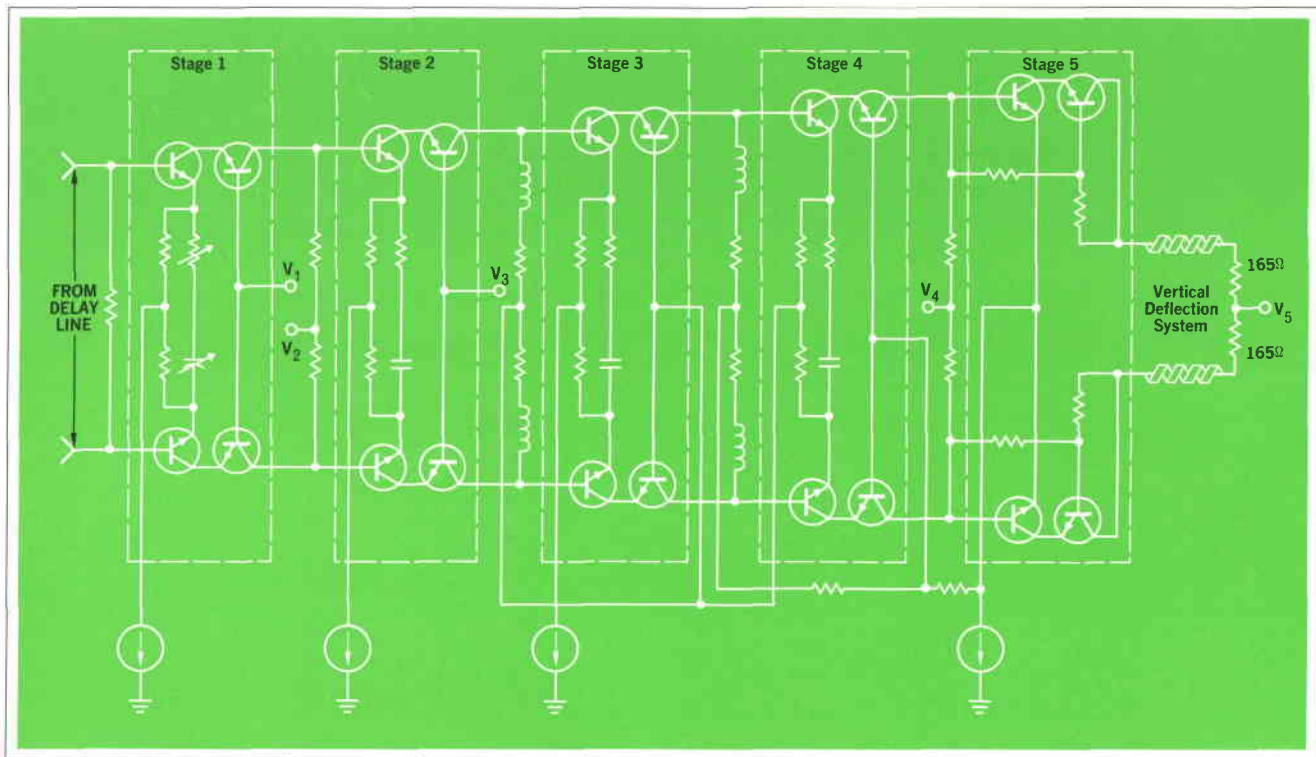 Stage 1
Stage 2
Stage 3
Stage 4
Stage 5
FROM
DELAY
LINE
V₁
V₂
V₃
V₄
165Ω
Vertical
Deflection
System
V₅
165Ω